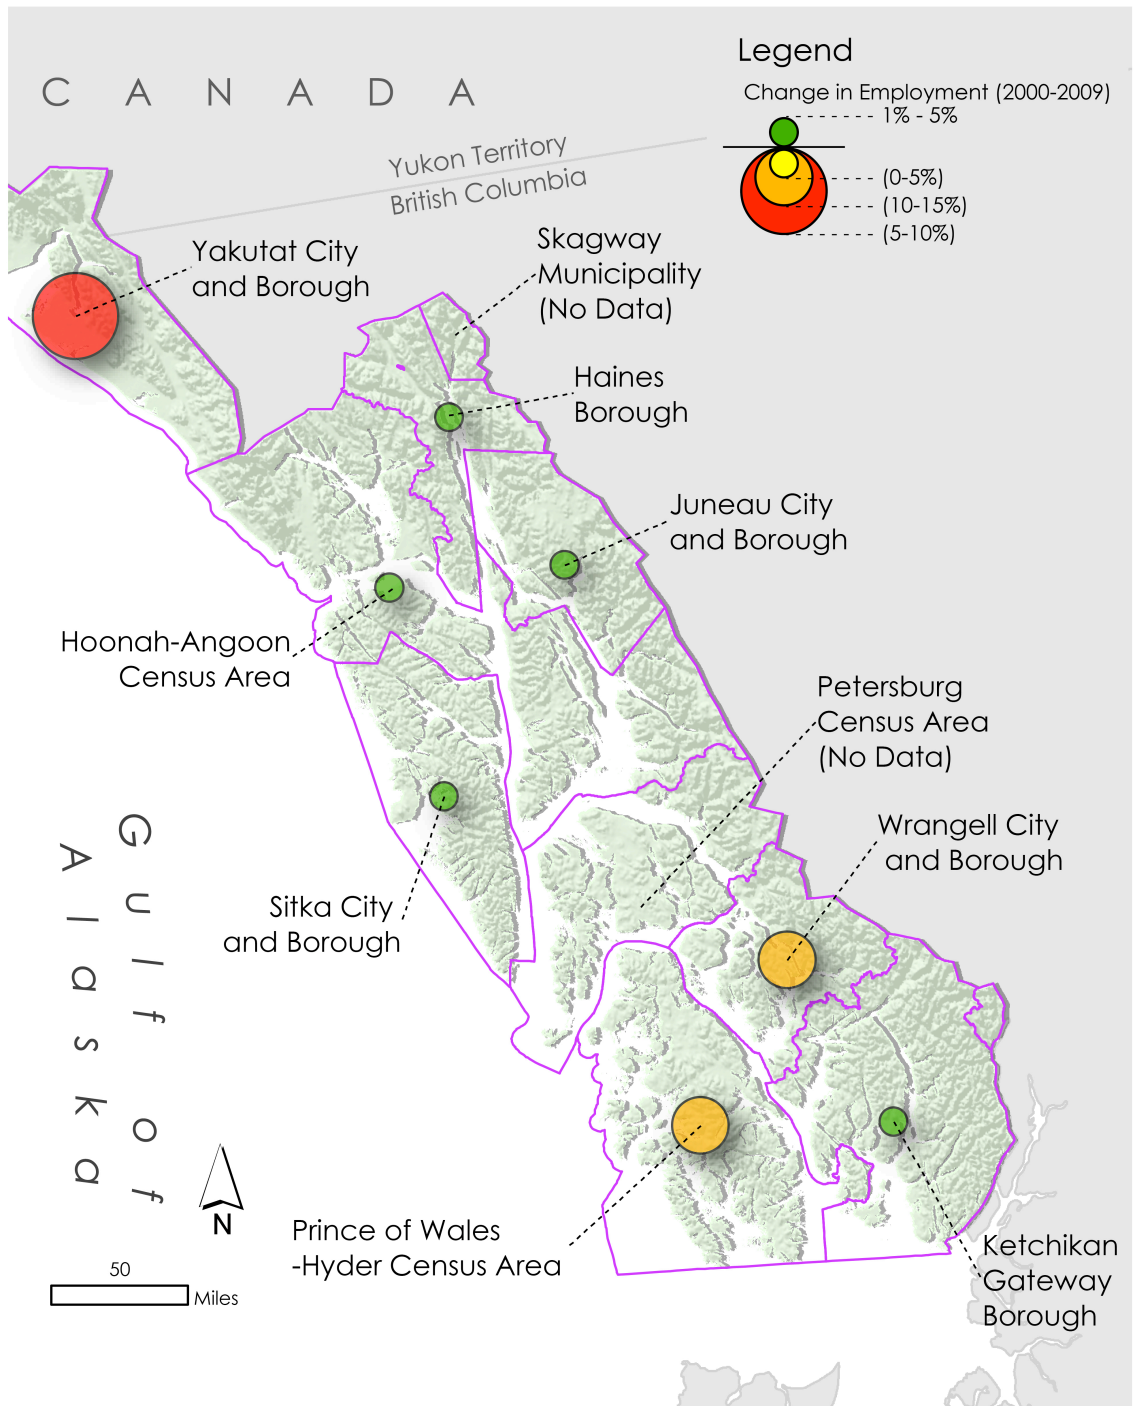 Legend
Change in Employment (2000-2009)
1% - 5%
(0-5%)
(10-15%)
(5-10%)
CANADA
Yukon Territory
British Columbia
Yakutat City
and Borough
Skagway
Municipality
(No Data)
Haines
Borough
Juneau City
and Borough
Hoonah-Angoon
Census Area
Petersburg
Census Area
(No Data)
Wrangell City
and Borough
Sitka City
and Borough
Gulf of
Alaska
Prince of Wales
-Hyder Census Area
Ketchikan
Gateway
Borough
N
50
Miles